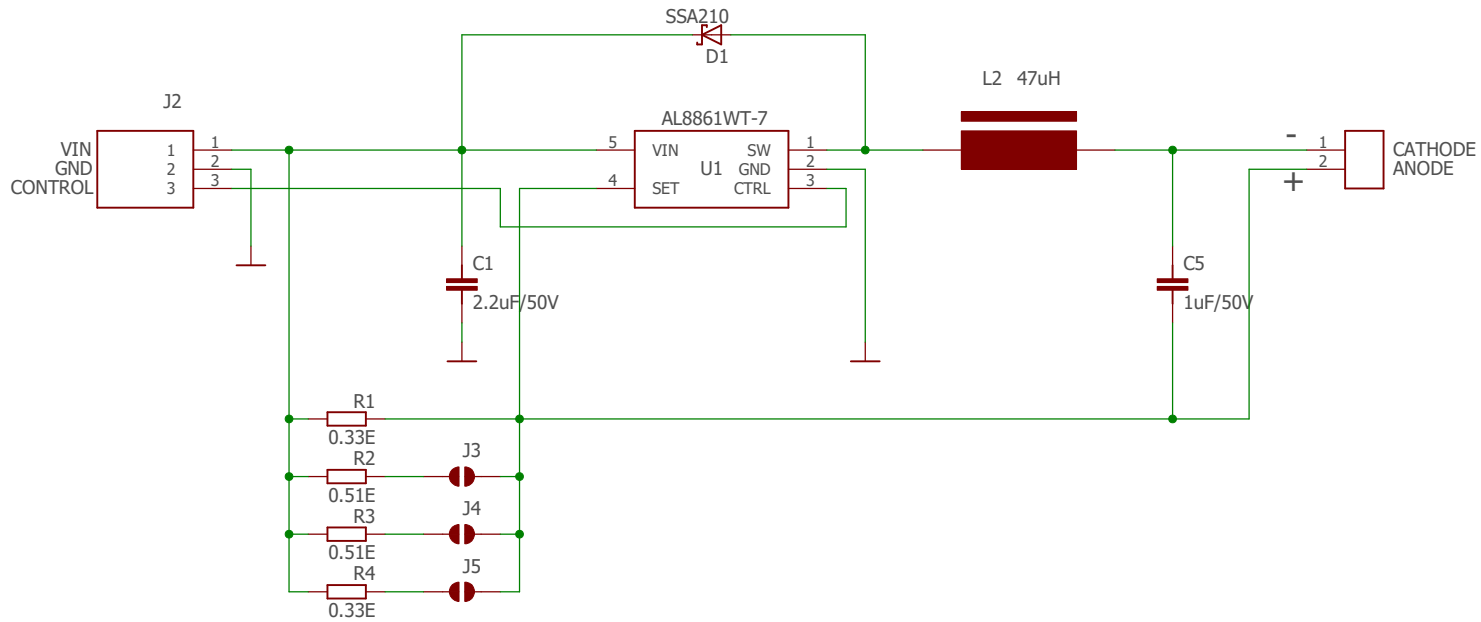 SSA210
D1
L2 47uH
J2
AL8861WT-7
VIN 1 1
GND 2 2
CONTROL 3 3
5 VIN SW 1
U1 GND 2
4 SET CTRL 3
-
1 CATHODE
2 ANODE
+
C1
2.2uF/50V
C5
1uF/50V
R1
0.33E
R2 J3
0.51E
R3 J4
0.51E
R4 J5
0.33E